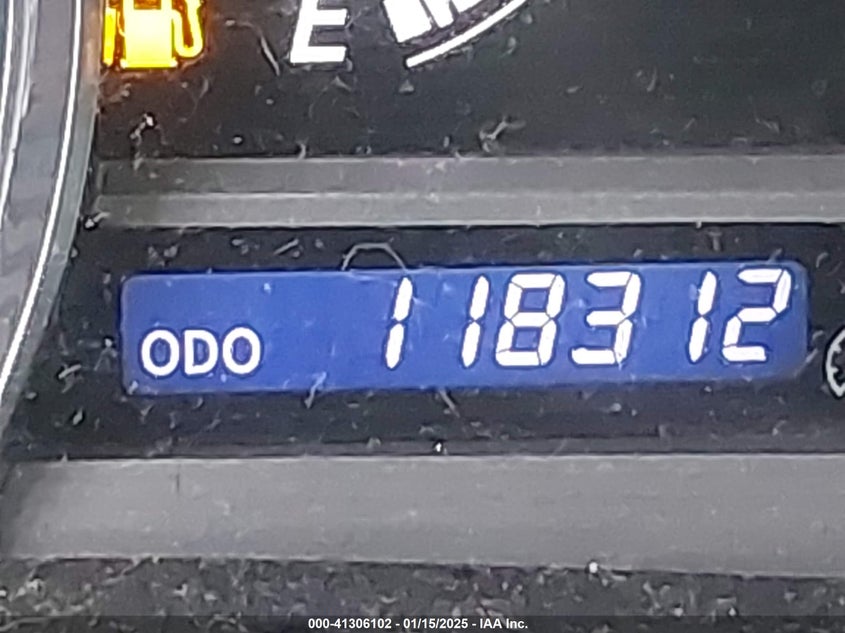 E
ODO 118312
000-41306102 - 01/15/2025 - IAA Inc.